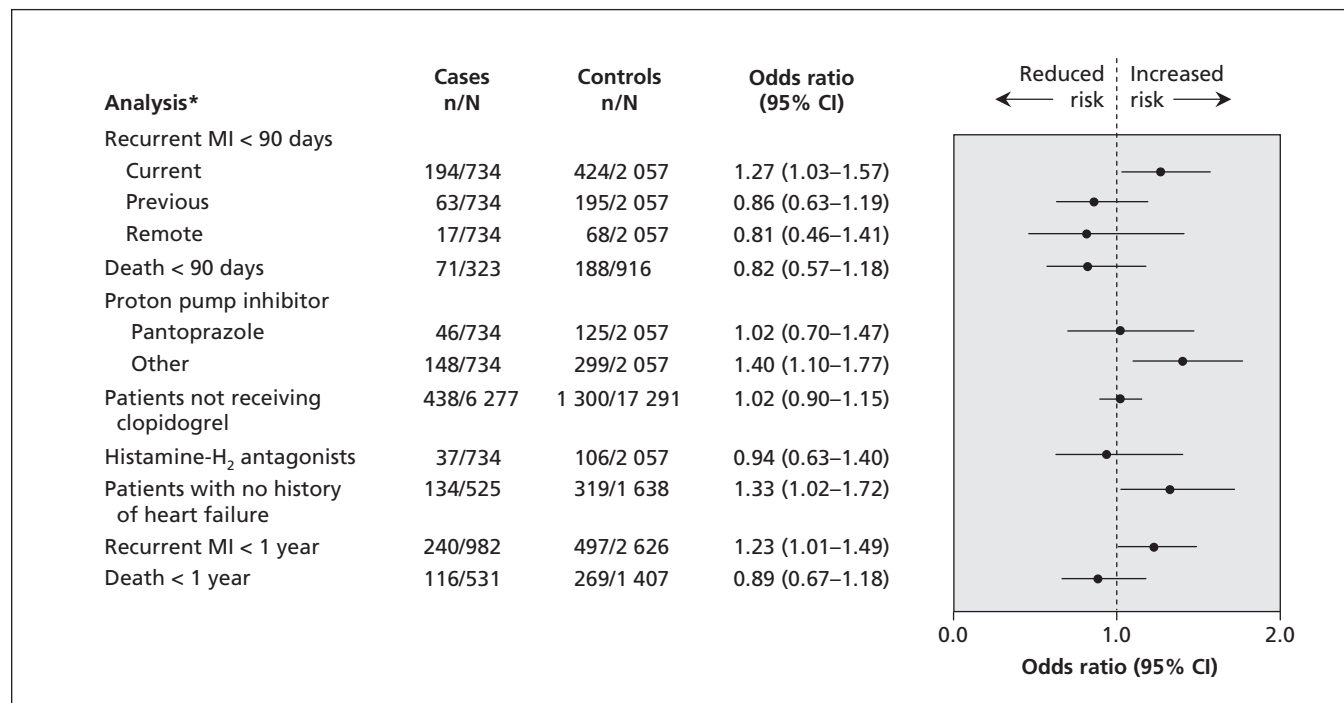 Analysis* Cases n/N Controls n/N Odds ratio (95% CI) Reduced risk Increased risk
Recurrent MI < 90 days
Current 194/734 424/2 057 1.27 (1.03–1.57)
Previous 63/734 195/2 057 0.86 (0.63–1.19)
Remote 17/734 68/2 057 0.81 (0.46–1.41)
Death < 90 days 71/323 188/916 0.82 (0.57–1.18)
Proton pump inhibitor
Pantoprazole 46/734 125/2 057 1.02 (0.70–1.47)
Other 148/734 299/2 057 1.40 (1.10–1.77)
Patients not receiving 438/6 277 1 300/17 291 1.02 (0.90–1.15)
clopidogrel
Histamine-H₂ antagonists 37/734 106/2 057 0.94 (0.63–1.40)
Patients with no history 134/525 319/1 638 1.33 (1.02–1.72)
of heart failure
Recurrent MI < 1 year 240/982 497/2 626 1.23 (1.01–1.49)
Death < 1 year 116/531 269/1 407 0.89 (0.67–1.18)
0.0 1.0 2.0
Odds ratio (95% CI)